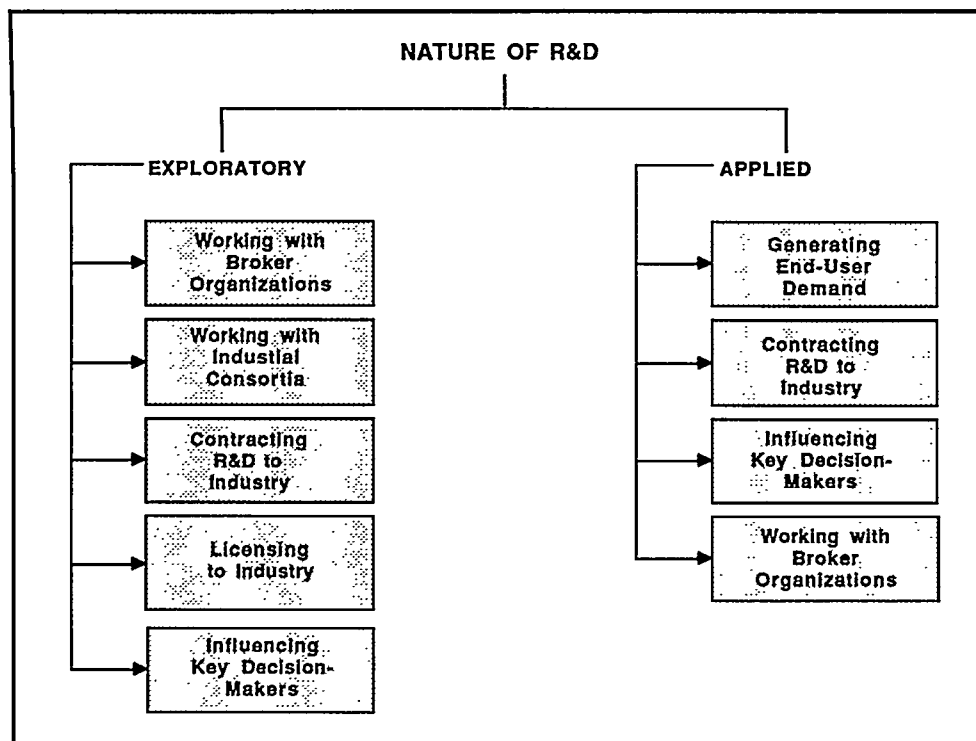 NATURE OF R&D
EXPLORATORY
Working with
Broker
Organizations
Working with
Industial
Consortia
Contracting
R&D to
Industry
Licensing
to Industry
Influencing
Key Decision-
Makers
APPLIED
Generating
End-User
Demand
Contracting
R&D to
Industry
Influencing
Key Decision-
Makers
Working with
Broker
Organizations